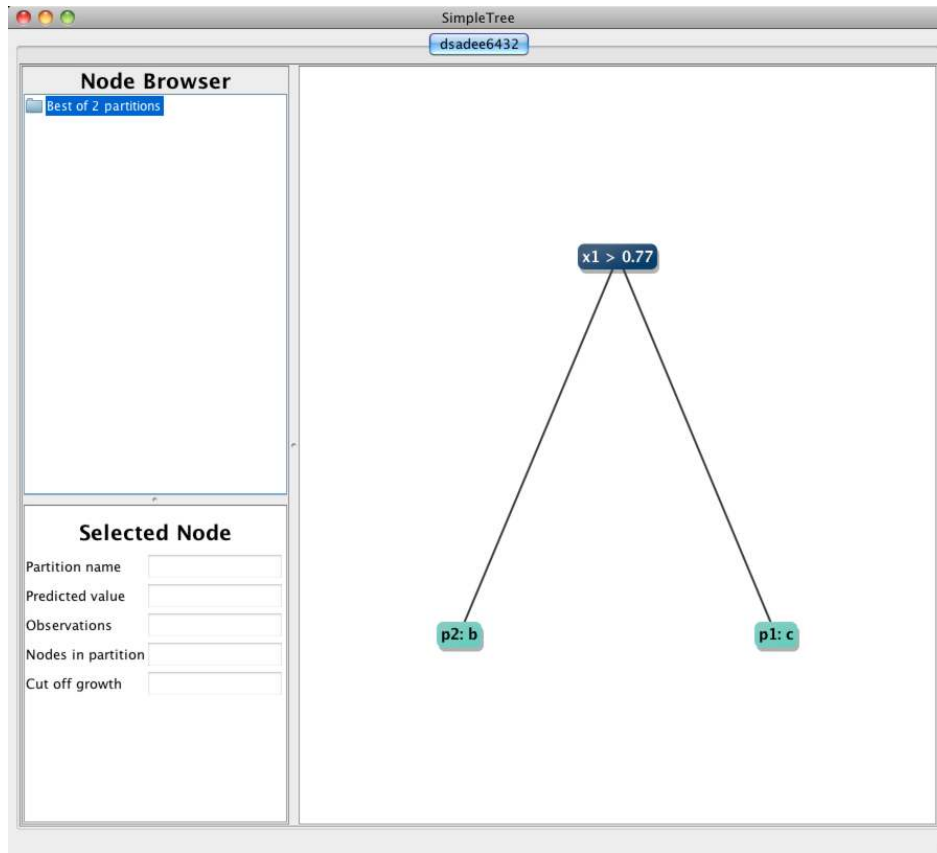 SimpleTree
dsadee6432
Node Browser
Best of 2 partitions
x1 > 0.77
p2: b
p1: c
Selected Node
Partition name
Predicted value
Observations
Nodes in partition
Cut off growth